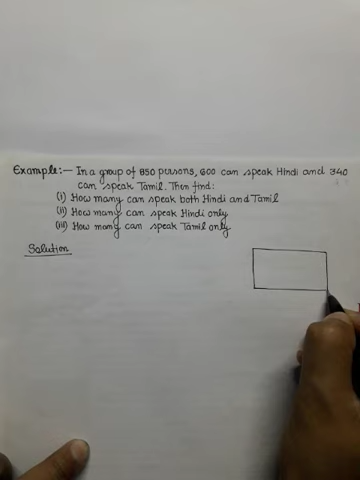 Example:— In a group of 850 persons, 600 can speak Hindi and 340
can speak Tamil. Then find:
(i) How many can speak both Hindi and Tamil
(ii) How many can speak Hindi only
(iii) How many can speak Tamil only
Solution